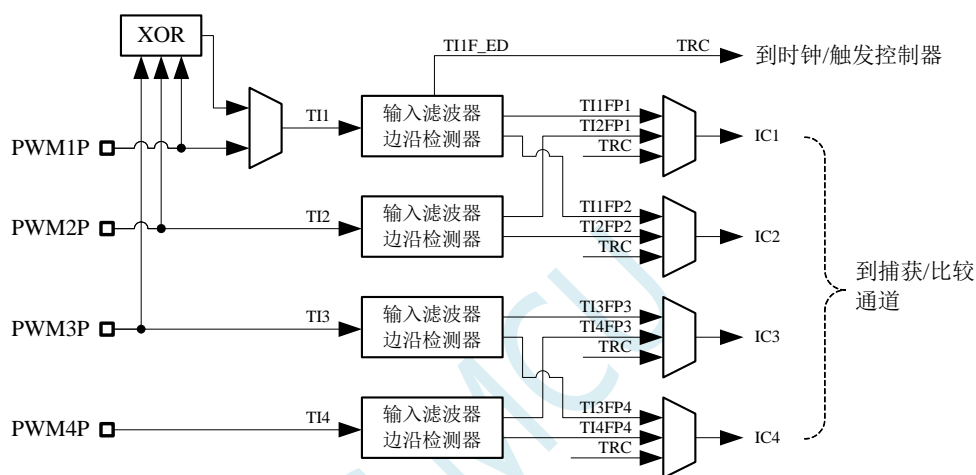 XOR
TI1F_ED
TRC
到时钟/触发控制器
PWM1P
TI1
输入滤波器
边沿检测器
TI1FP1
TI2FP1
TRC
IC1
PWM2P
TI2
输入滤波器
边沿检测器
TI1FP2
TI2FP2
TRC
IC2
到捕获/比较
通道
PWM3P
TI3
输入滤波器
边沿检测器
TI3FP3
TI4FP3
TRC
IC3
PWM4P
TI4
输入滤波器
边沿检测器
TI3FP4
TI4FP4
TRC
IC4
MCU